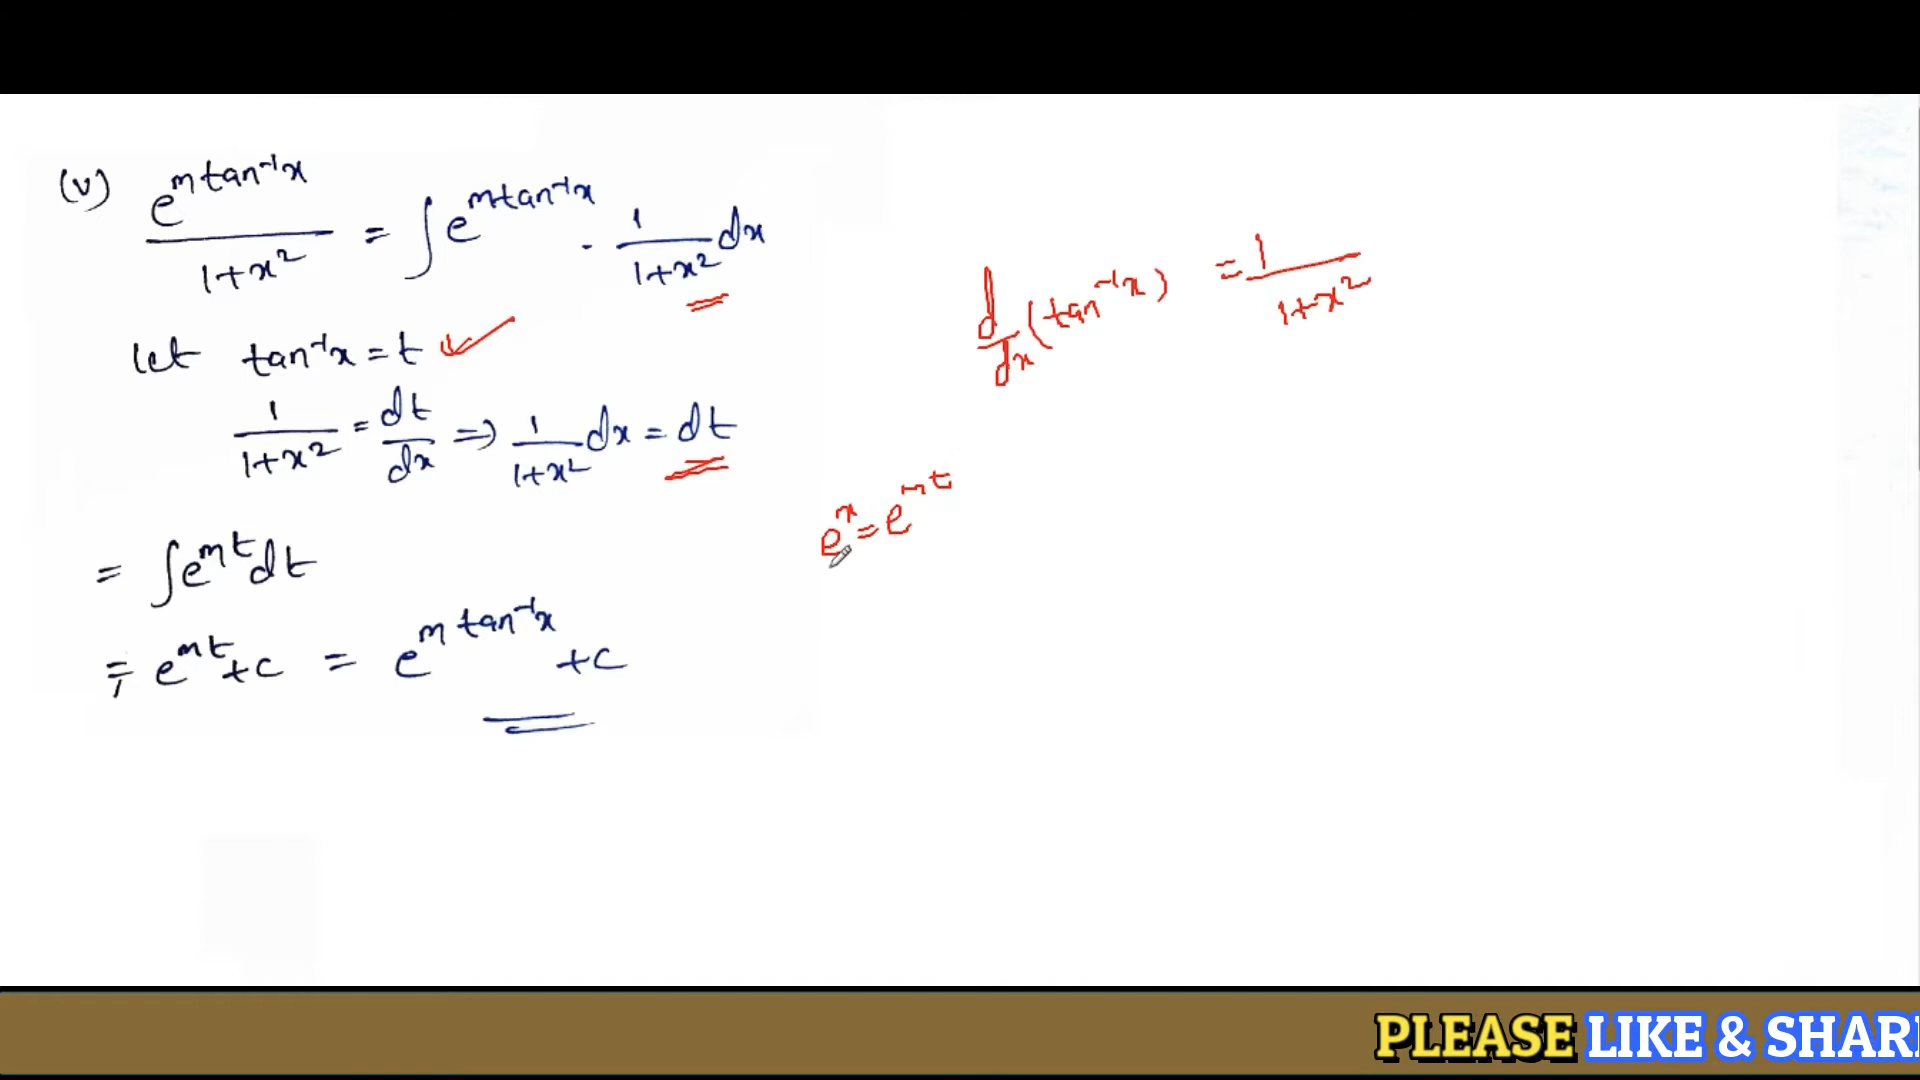 (v) e^{m tan⁻¹x} / 1+x² = ∫ e^{m tan⁻¹x} · 1/1+x² dx
let tan⁻¹x = t
1/1+x² = dt/dx ⇒ 1/1+x² dx = dt
= ∫ e^{mt} dt
= e^{mt} + c = e^{m tan⁻¹x} + c
d/dx (tan⁻¹x) = 1/1+x²
e^x = e^{mt}
PLEASE LIKE & SHAR